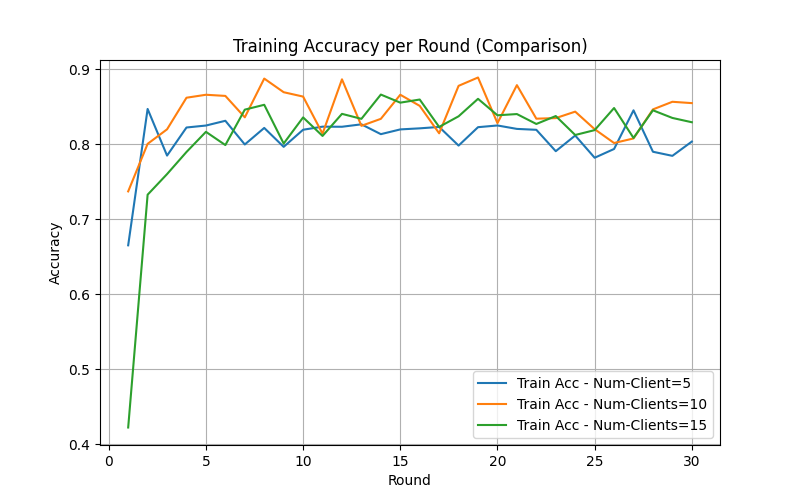 Training Accuracy per Round (Comparison)
Accuracy
0.9
0.8
0.7
0.6
0.5
0.4
0
5
10
15
20
25
30
Round
Train Acc - Num-Client=5
Train Acc - Num-Clients=10
Train Acc - Num-Clients=15